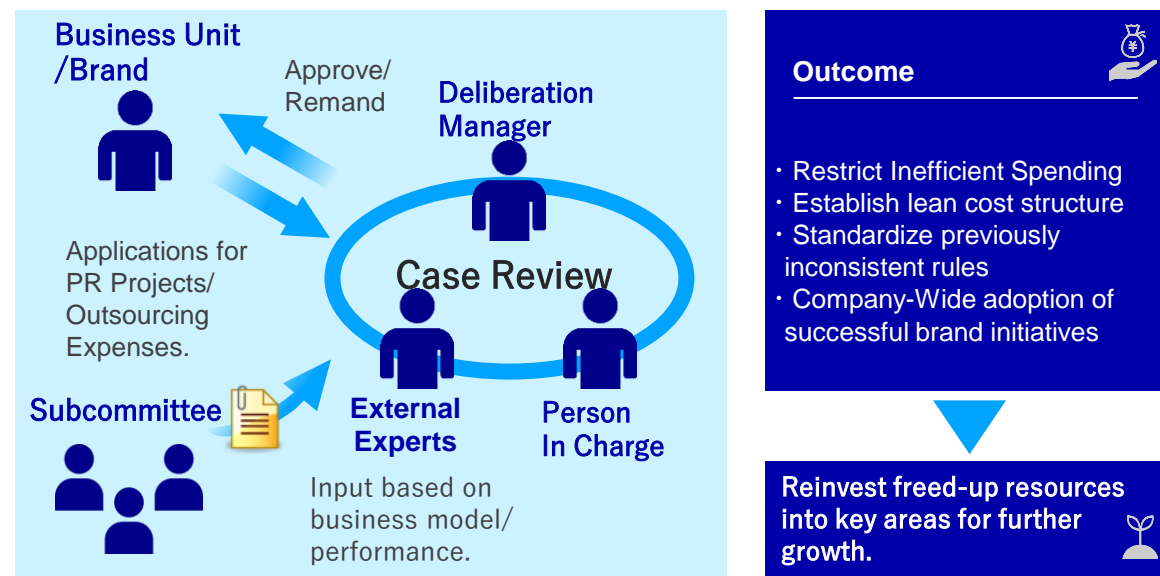 Business Unit
/Brand
Approve/
Remand
Deliberation
Manager
Applications for
PR Projects/
Outsourcing
Expenses.
Case Review
Subcommittee
External
Experts
Person
In Charge
Input based on
business model/
performance.
Outcome
¥
・Restrict Inefficient Spending
・Establish lean cost structure
・Standardize previously
inconsistent rules
・Company-Wide adoption of
successful brand initiatives
Reinvest freed-up resources
into key areas for further
growth.